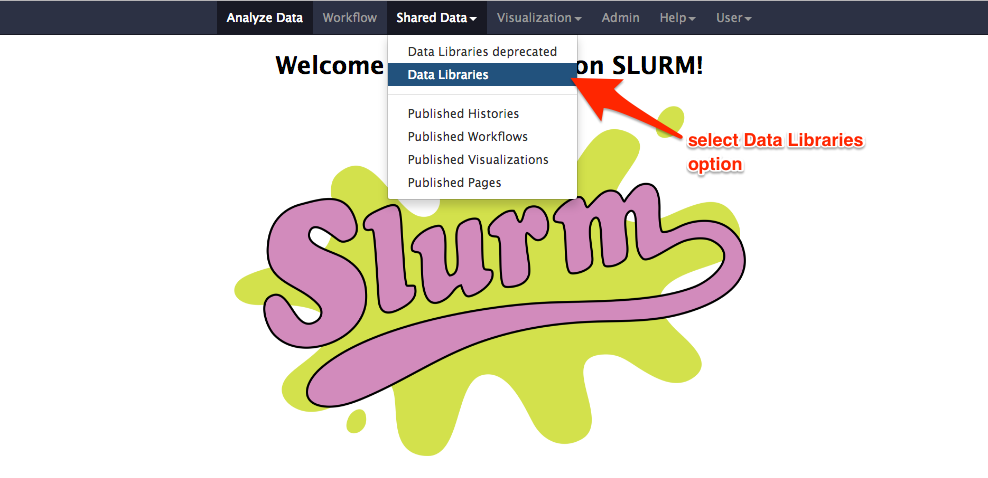 Analyze Data Workflow Shared Data Visualization Admin Help User
Data Libraries deprecated
Data Libraries
Welcome on SLURM!
Published Histories
Published Workflows
Published Visualizations
Published Pages
select Data Libraries
option
Slurm